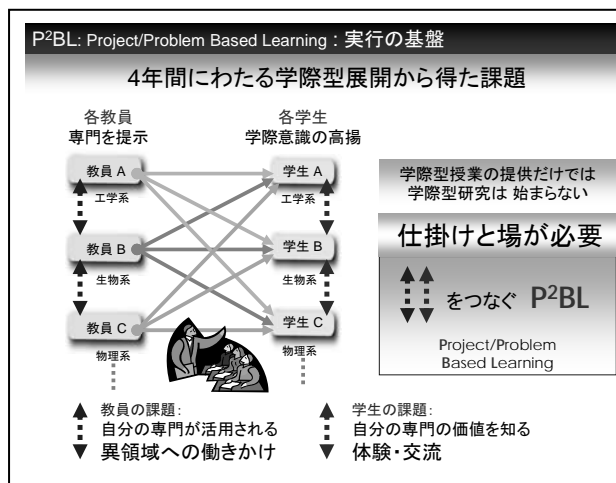 P²BL: Project/Problem Based Learning : 実行の基盤
4年間にわたる学際型展開から得た課題
各教員
専門を提示
各学生
学際意識の高揚
教員 A
工学系
教員 B
生物系
教員 C
物理系
学生 A
工学系
学生 B
生物系
学生 C
物理系
学際型授業の提供だけでは
学際型研究は 始まらない
仕掛けと場が必要
をつなぐ P²BL
Project/Problem
Based Learning
教員の課題:
自分の専門が活用される
異領域への働きかけ
学生の課題:
自分の専門の価値を知る
体験・交流